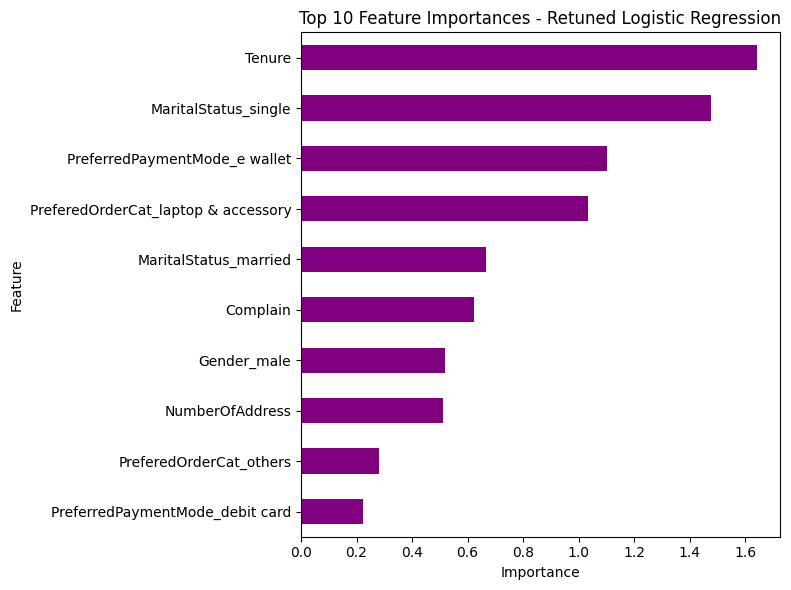 Top 10 Feature Importances - Retuned Logistic Regression
Tenure
MaritalStatus_single
PreferredPaymentMode_e wallet
PreferedOrderCat_laptop & accessory
MaritalStatus_married
Complain
Gender_male
NumberOfAddress
PreferedOrderCat_others
PreferredPaymentMode_debit card
Feature
0.0 0.2 0.4 0.6 0.8 1.0 1.2 1.4 1.6
Importance